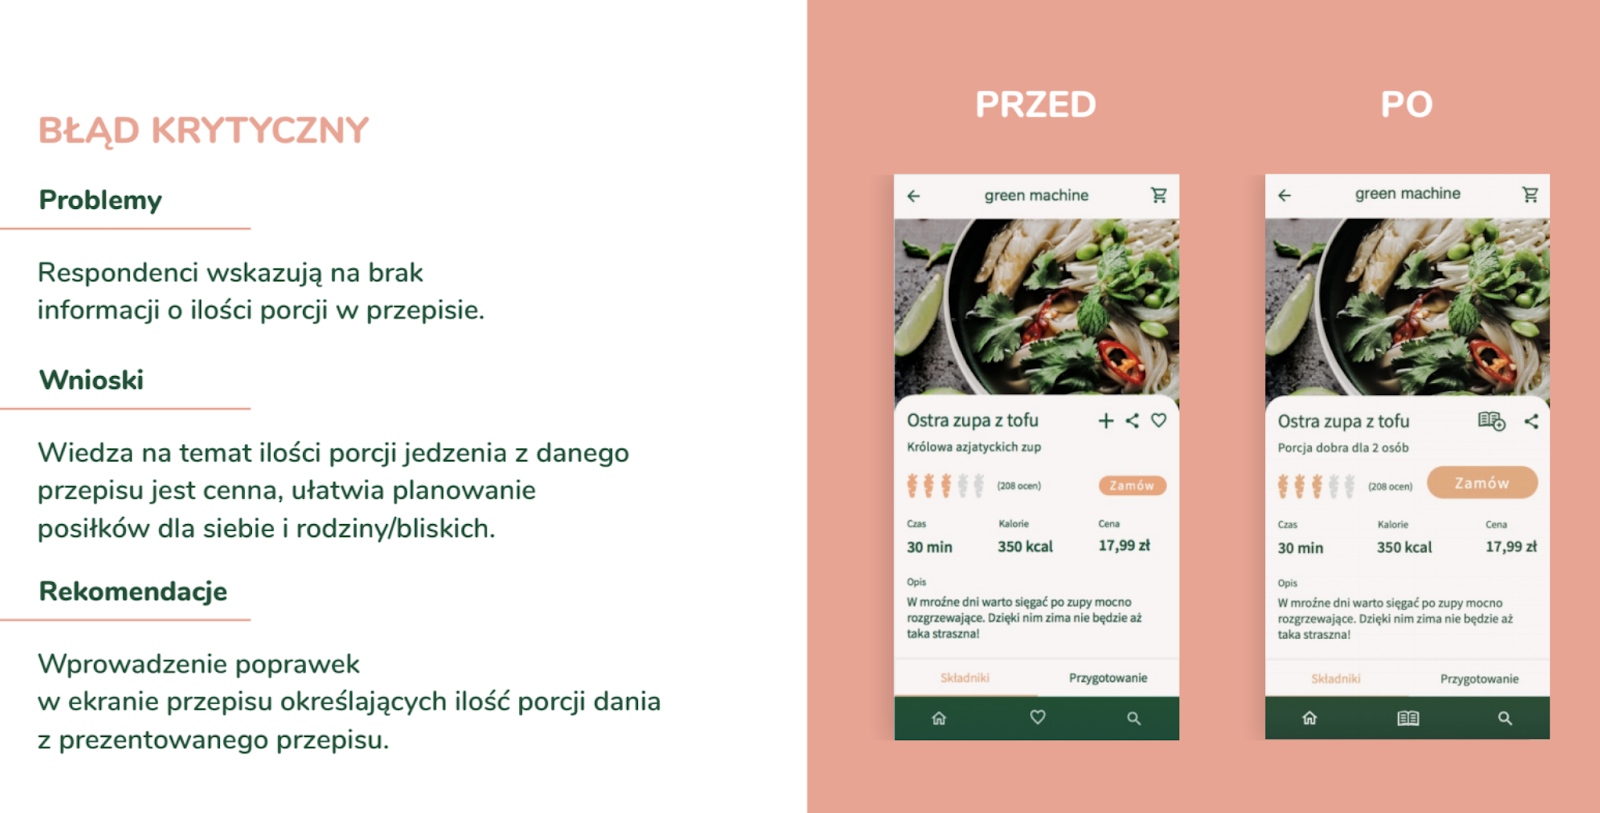 BŁĄD KRYTYCZNY
Problemy
Respondenci wskazują na brak
informacji o ilości porcji w przepisie.
Wnioski
Wiedza na temat ilości porcji jedzenia z danego
przepisu jest cenna, ułatwia planowanie
posiłków dla siebie i rodziny/bliskich.
Rekomendacje
Wprowadzenie poprawek
w ekranie przepisu określających ilość porcji dania
z prezentowanego przepisu.
PRZED
green machine
Ostra zupa z tofu
Królowa azjatyckich zup
(208 ocen)
Zamów
Czas Kalorie Cena
30 min 350 kcal 17,99 zł
Opis
W mroźne dni warto sięgać po zupy mocno
rozgrzewające. Dzięki nim zima nie będzie aż
taka straszna!
Składniki Przygotowanie
PO
green machine
Ostra zupa z tofu
Porcja dobra dla 2 osób
(208 ocen)
Zamów
Czas Kalorie Cena
30 min 350 kcal 17,99 zł
Opis
W mroźne dni warto sięgać po zupy mocno
rozgrzewające. Dzięki nim zima nie będzie aż
taka straszna!
Składniki Przygotowanie